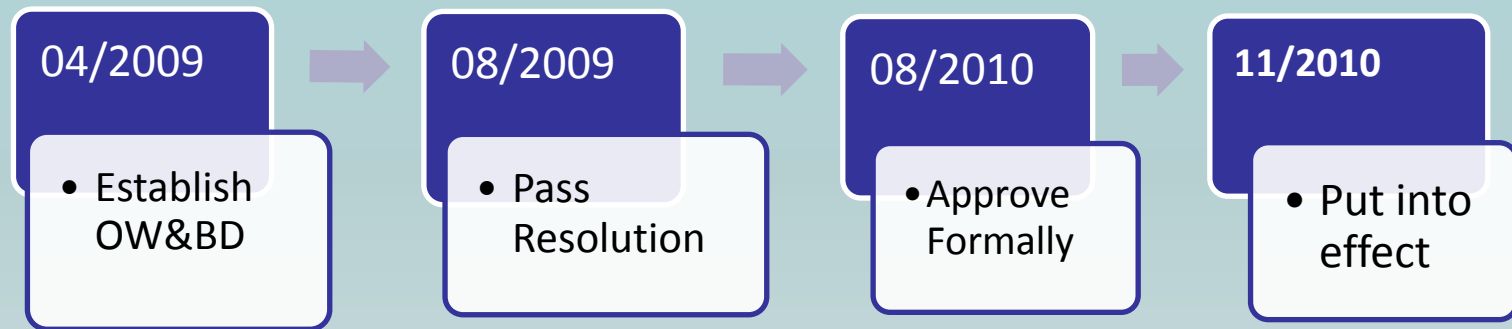 04/2009
• Establish
OW&BD
08/2009
• Pass
Resolution
08/2010
• Approve
Formally
11/2010
• Put into
effect